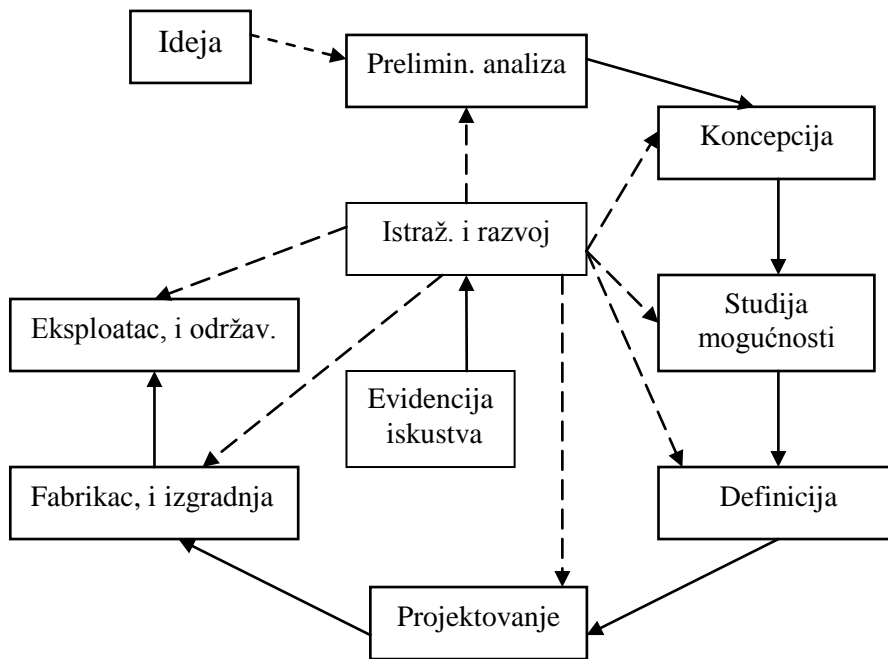 Ideja
Prelimin. analiza
Koncepcija
Istraž. i razvoj
Eksploatac, i održav.
Studija
mogućnosti
Evidencija
iskustva
Fabrikac, i izgradnja
Definicija
Projektovanje